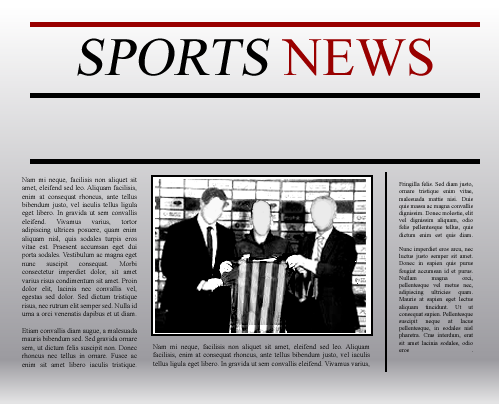 SPORTS NEWS
Nam mi neque, facilisis non aliquet sit
amet, eleifend sed leo. Aliquam facilisis,
enim at consequat rhoncus, ante tellus
bibendum justo, vel iaculis tellus ligula
eget libero. In gravida ut sem convallis
eleifend. Vivamus varius, tortor
adipiscing ultrices posuere, quam enim
aliquam nisl, quis sodales turpis eros
vitae est. Praesent accumsan eget dui
porta sodales. Vestibulum ac magna eget
nunc suscipit consequat. Morbi
consectetur imperdiet dolor, sit amet
varius risus condimentum sit amet. Proin
dolor elit, lacinia nec convallis vel,
egestas sed dolor. Sed dictum tristique
risus, nec rutrum elit semper sed. Nulla id
urna a orci venenatis dapibus et ut diam.
Etiam convallis diam augue, a malesuada
mauris bibendum sed. Sed gravida ornare
sem, ut dictum felis suscipit non. Donec
rhoncus nec tellus in ornare. Fusce ac
enim sit amet libero iaculis tristique.
Nam mi neque, facilisis non aliquet sit amet, eleifend sed leo. Aliquam
facilisis, enim at consequat rhoncus, ante tellus bibendum justo, vel iaculis
tellus ligula eget libero. In gravida ut sem convallis eleifend. Vivamus varius,
Fringilla felis. Sed diam justo,
ornare tristique enim vitae,
malesuada mattis nisi. Duis
quis massa ac magna convallis
dignissim. Donec molestie, elit
vel dignissim aliquam, odio
felis pellentesque tellus, quis
dictum enim est quis diam.
Nunc imperdiet eros arcu, nec
luctus justo semper sit amet.
Donec in sapien quis purus
feugiat accumsan id et purus.
Nullam magna orci,
pellentesque vel metus nec,
adipiscing ultricies quam.
Mauris at sapien eget lectus
aliquam tincidunt. Ut id
consequat sapien. Pellentesque
suscipit neque at lacus
pellentesque, in sodales nisl
pharetra. Cras interdum, erat
sit amet lacinia sodales, odio
eros .